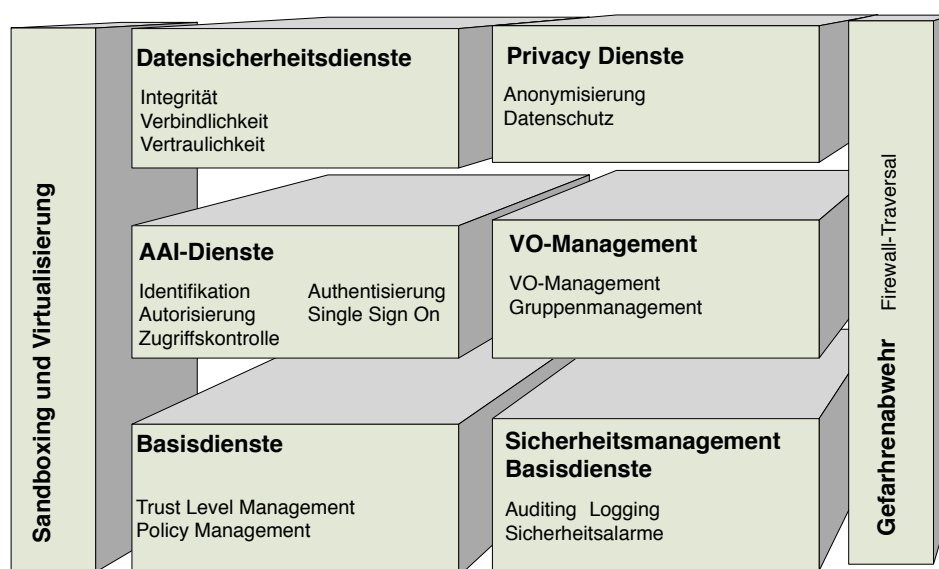 Sandboxing und Virtualisierung
Datensicherheitsdienste
Integrität
Verbindlichkeit
Vertraulichkeit
Privacy Dienste
Anonymisierung
Datenschutz
AAI-Dienste
Identifikation Authentisierung
Autorisierung Single Sign On
Zugriffskontrolle
VO-Management
VO-Management
Gruppenmanagement
Basisdienste
Trust Level Management
Policy Management
Sicherheitsmanagement
Basisdienste
Auditing Logging
Sicherheitsalarme
Gefarhrenabwehr Firewall-Traversal